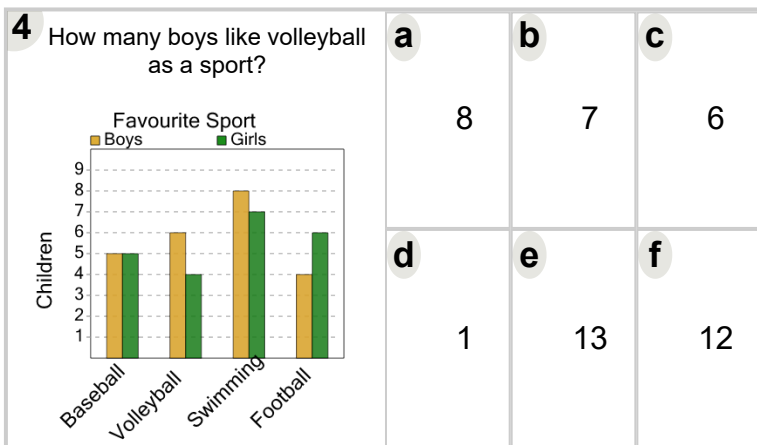 4 How many boys like volleyball
as a sport?
Favourite Sport
Boys Girls
9
8
7
6
5
4
3
2
1
Children
Baseball
Volleyball
Swimming
Football
a
8
b
7
c
6
d
1
e
13
f
12